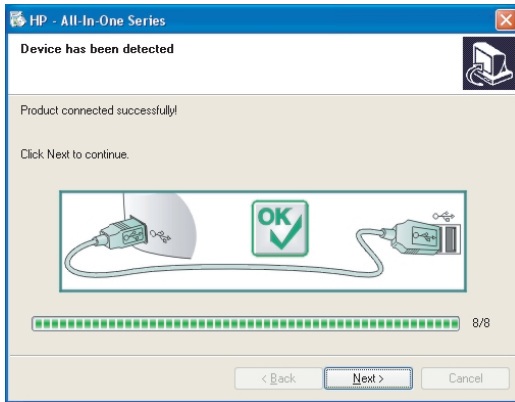 HP - All-In-One Series
Device has been detected
Product connected successfully!
Click Next to continue.
OK
8/8
< Back
Next >
Cancel